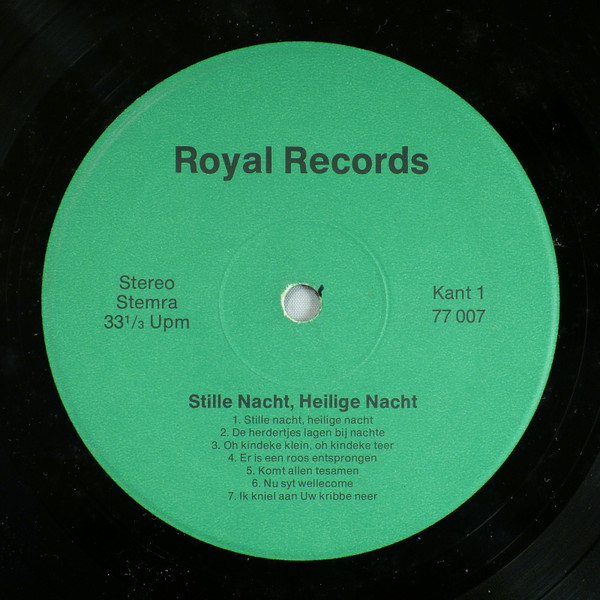 Royal Records
Stereo
Stemra
33⅓ Upm
Kant 1
77 007
Stille Nacht, Heilige Nacht
1. Stille nacht, heilige nacht
2. De herdertjes lagen bij nachte
3. Oh kindeke klein, oh kindeke teer
4. Er is een roos entsprongen
5. Komt allen tesamen
6. Nu syt wellecome
7. Ik kniel aan Uw kribbe neer